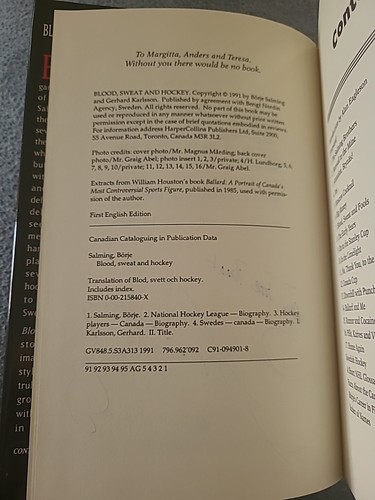 To Margitta, Anders and Teresa.
Without you there would be no book.
BLOOD, SWEAT AND HOCKEY. Copyright © 1991 by Börje Salming
and Gerhard Karlsson. Published by agreement with Bengt Nordin
Agency, Sweden. All rights reserved. No part of this book may be
used or reproduced in any manner whatsoever without prior written
permission except in the case of brief quotations embodied in reviews.
For information address HarperCollins Publishers Ltd, Suite 2900,
55 Avenue Road, Toronto, Canada M5R 3L2.
Photo credits: cover photo/Mr. Magnus Mårding; back cover
photo/Mr. Graig Abel; photo insert 1, 2, 3/private; 4/H. Lundberg; 5, 6,
7, 8, 9, 10/private; 11, 12, 13, 14, 15, 16/Mr. Graig Abel.
Extracts from William Houston's book Ballard: A Portrait of Canada's
Most Controversial Sports Figure, published in 1985, used with permis-
sion of the author.
First English Edition
Canadian Cataloguing in Publication Data
Salming, Börje
Blood, sweat and hockey
Translation of Blod, svett och hockey.
Includes index.
ISBN 0-00-215840-X
1. Salming, Börje. 2. National Hockey League — Biography. 3. Hockey
players — Canada — Biography. 4. Swedes — canada — Biography. I.
Karlsson, Gerhard. II. Title.
GV848.5.S3A313 1991 796.962'092 C91-094901-8
91 92 93 94 95 AG 5 4 3 2 1